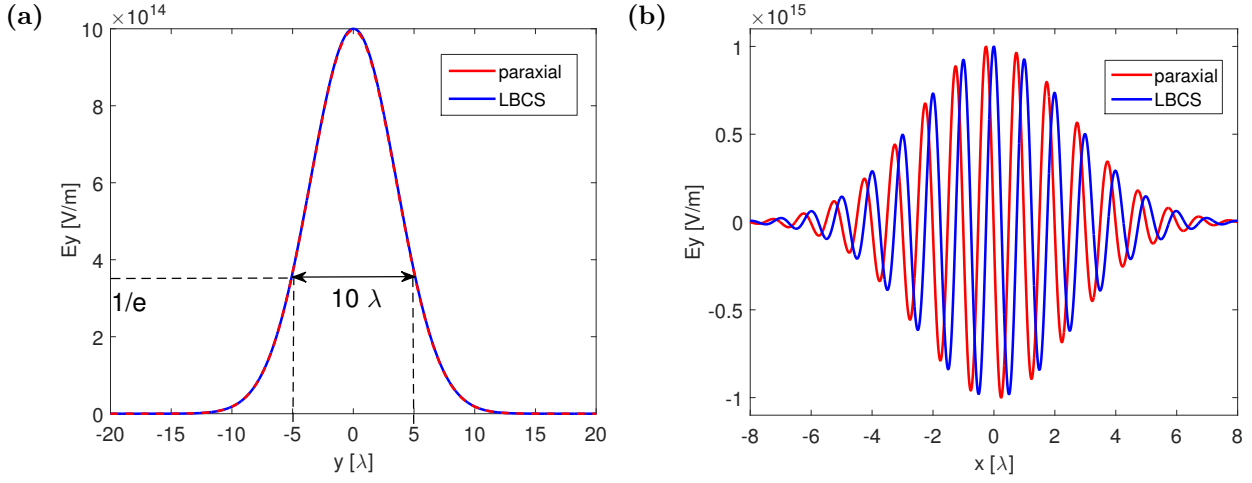 (a)
×10^14
10
8
6
4
2
0
Ey [V/m]
-20
-15
-10
-5
0
5
10
15
20
y [λ]
paraxial
LBCS
1/e
10 λ
(b)
×10^15
1
0.5
0
-0.5
-1
Ey [V/m]
-8
-6
-4
-2
0
2
4
6
8
x [λ]
paraxial
LBCS